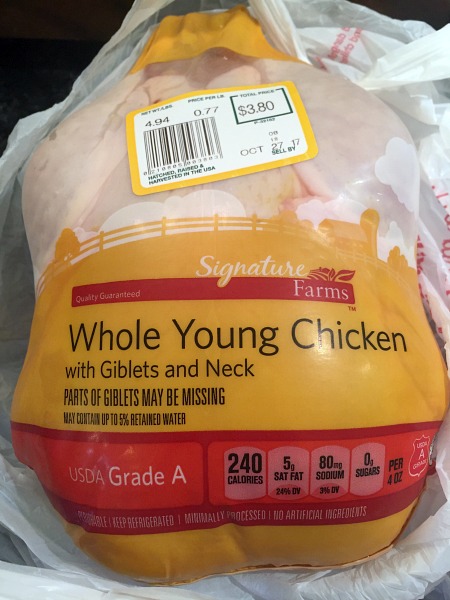 NET WT. LBS. PRICE PER LB. TOTAL PRICE
4.94 0.77 $3.80
OCT 27 17
SELL BY
HATCHED, RAISED &
HARVESTED IN THE USA
Signature
Farms™
Quality Guaranteed
Whole Young Chicken
with Giblets and Neck
PARTS OF GIBLETS MAY BE MISSING
MAY CONTAIN UP TO 5% RETAINED WATER
USDA Grade A
240 CALORIES
5g SAT FAT 24% DV
80mg SODIUM 3% DV
0g SUGARS
PER 4 OZ
USDA A GRADE
KEEP REFRIGERATED | MINIMALLY PROCESSED | NO ARTIFICIAL INGREDIENTS